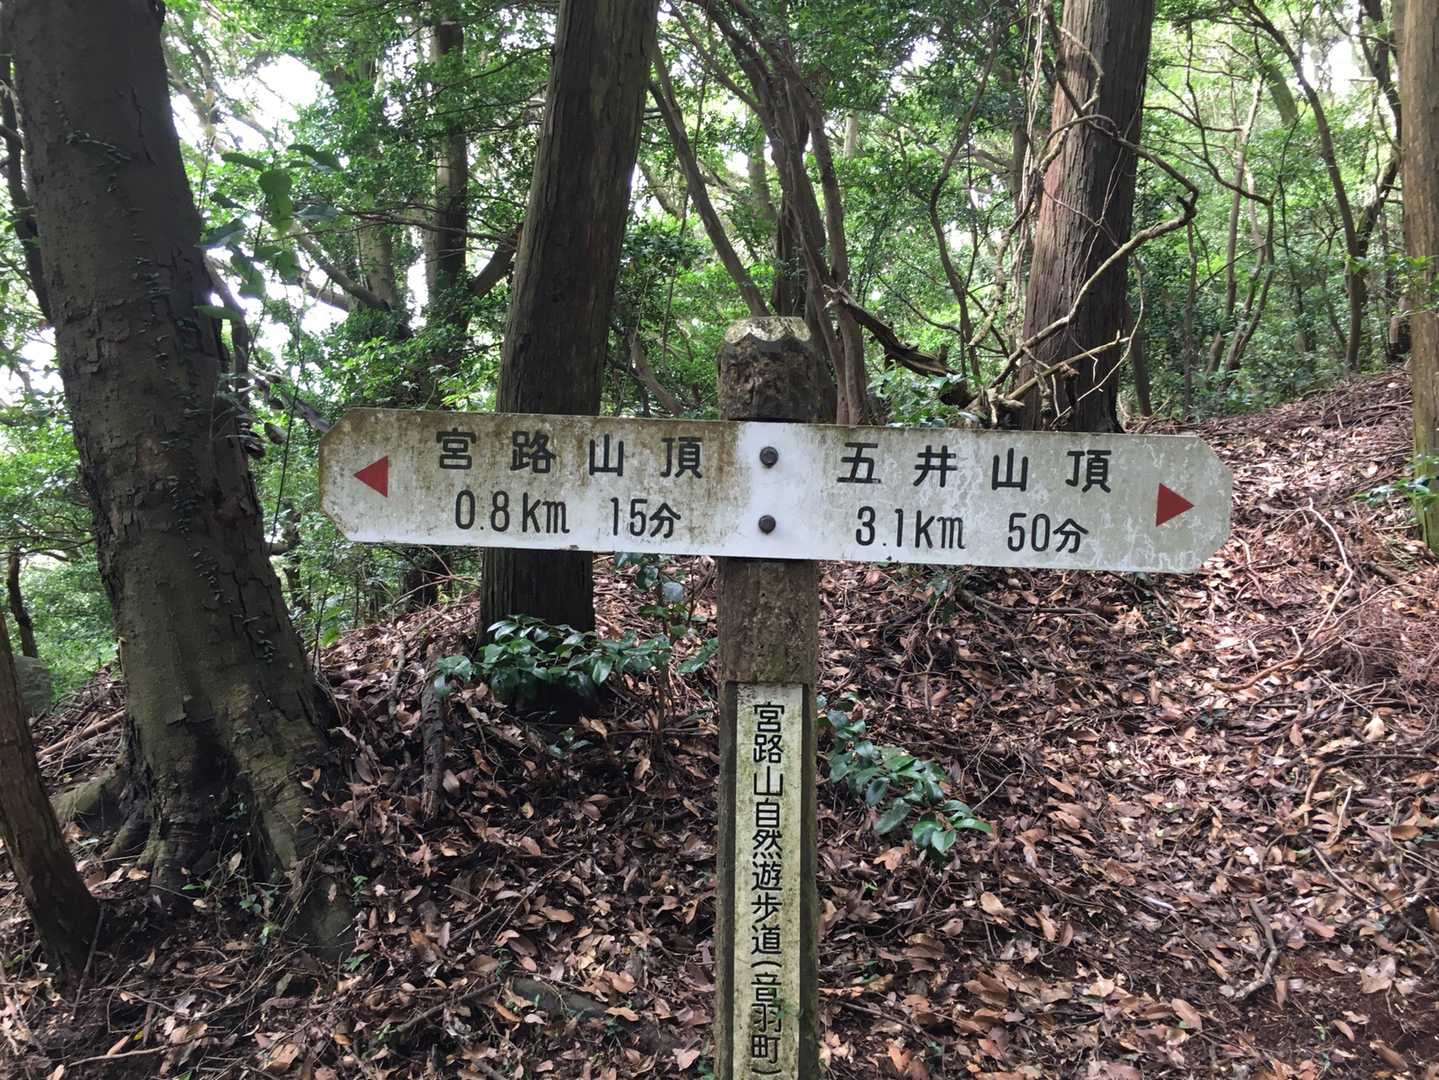 宮路山頂
0.8km 15分
五井山頂
3.1km 50分
宮路山自然遊歩道(音羽町)